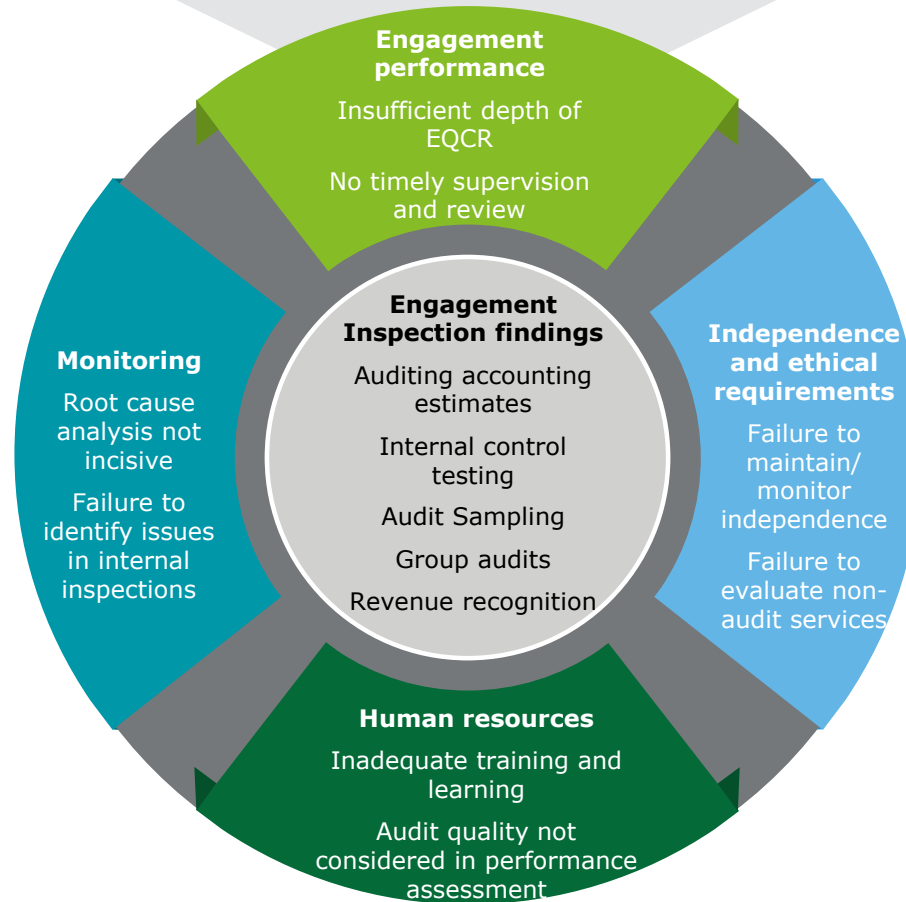 Engagement
performance
Insufficient depth of
EQCR
No timely supervision
and review
Monitoring
Root cause
analysis not
incisive
Failure to
identify issues
in internal
inspections
Engagement
Inspection findings
Auditing accounting
estimates
Internal control
testing
Audit Sampling
Group audits
Revenue recognition
Independence
and ethical
requirements
Failure to
maintain/
monitor
independence
Failure to
evaluate non-
audit services
Human resources
Inadequate training and
learning
Audit quality not
considered in performance
assessment